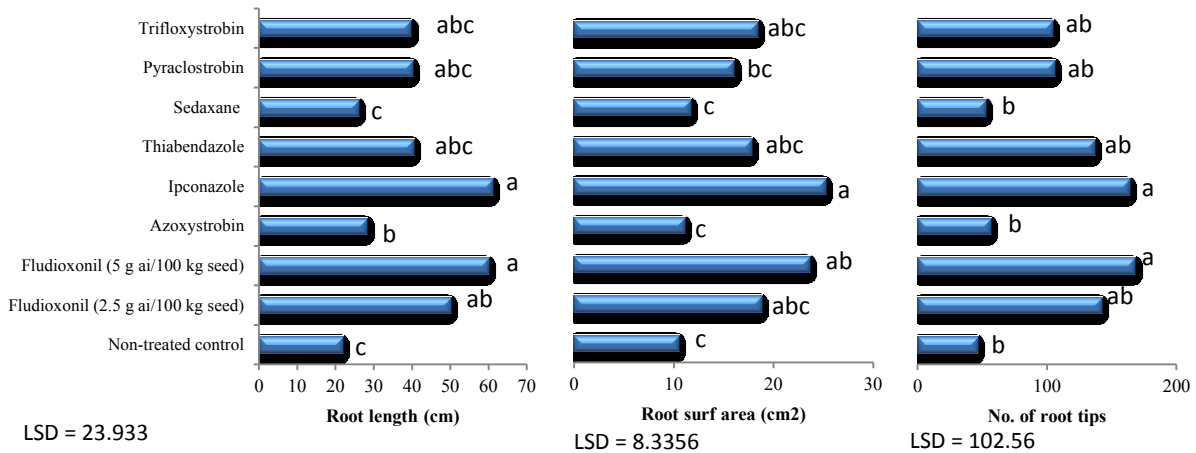 Trifloxystrobin abc abc ab
Pyraclostrobin abc bc ab
Sedaxane c c b
Thiabendazole abc abc ab
Ipconazole a a a
Azoxystrobin b c b
Fludioxonil (5 g ai/100 kg seed) a ab a
Fludioxonil (2.5 g ai/100 kg seed) ab abc ab
Non-treated control c c b
0 10 20 30 40 50 60 70 0 10 20 30 0 100 200
Root length (cm) Root surf area (cm2) No. of root tips
LSD = 23.933 LSD = 8.3356 LSD = 102.56